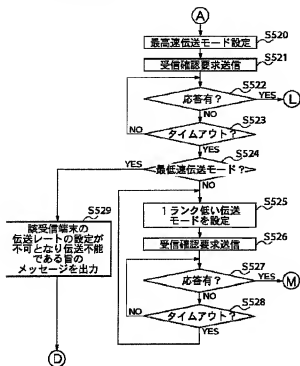 A
S520
最高速伝送モード設定
S521
受信確認要求送信
S522
応答有?
YES
L
NO
S523
NO
タイムアウト?
YES
S524
YES
最低速伝送モード?
NO
S525
1ランク低い伝送
モードを設定
S526
受信確認要求送信
S527
応答有?
YES
M
NO
S528
NO
タイムアウト?
YES
S529
該受信端末の
伝送レートの設定が
不可となり伝送不能
である旨の
メッセージを出力
D